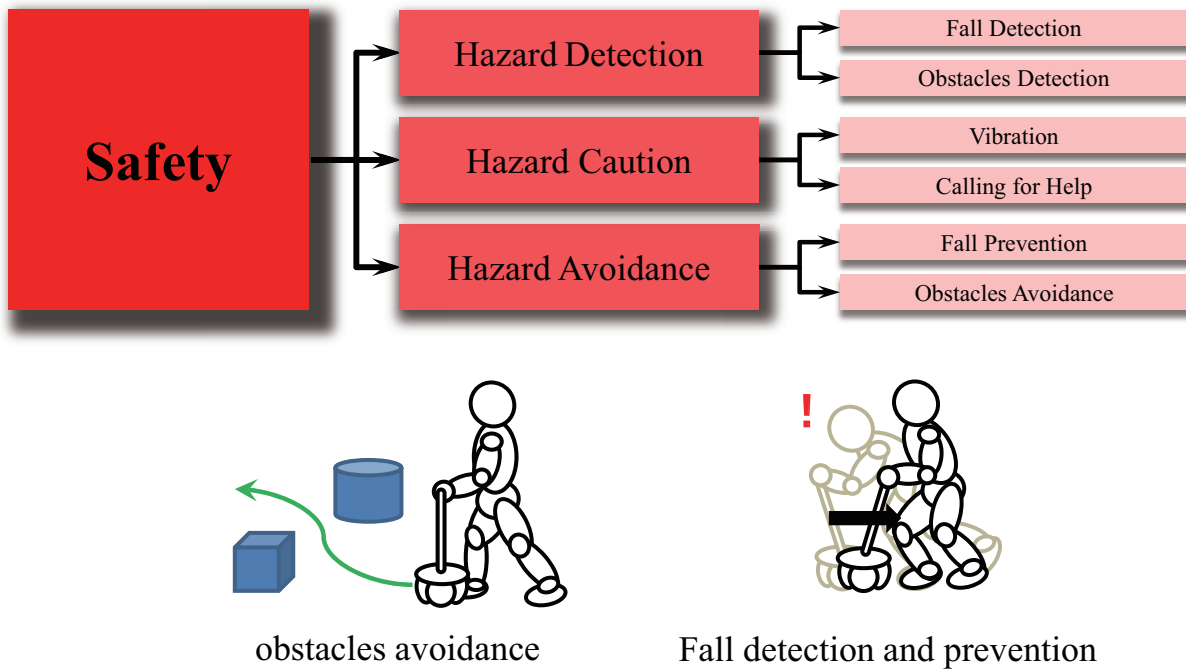 Safety
Hazard Detection
Fall Detection
Obstacles Detection
Hazard Caution
Vibration
Calling for Help
Hazard Avoidance
Fall Prevention
Obstacles Avoidance
!
obstacles avoidance
Fall detection and prevention